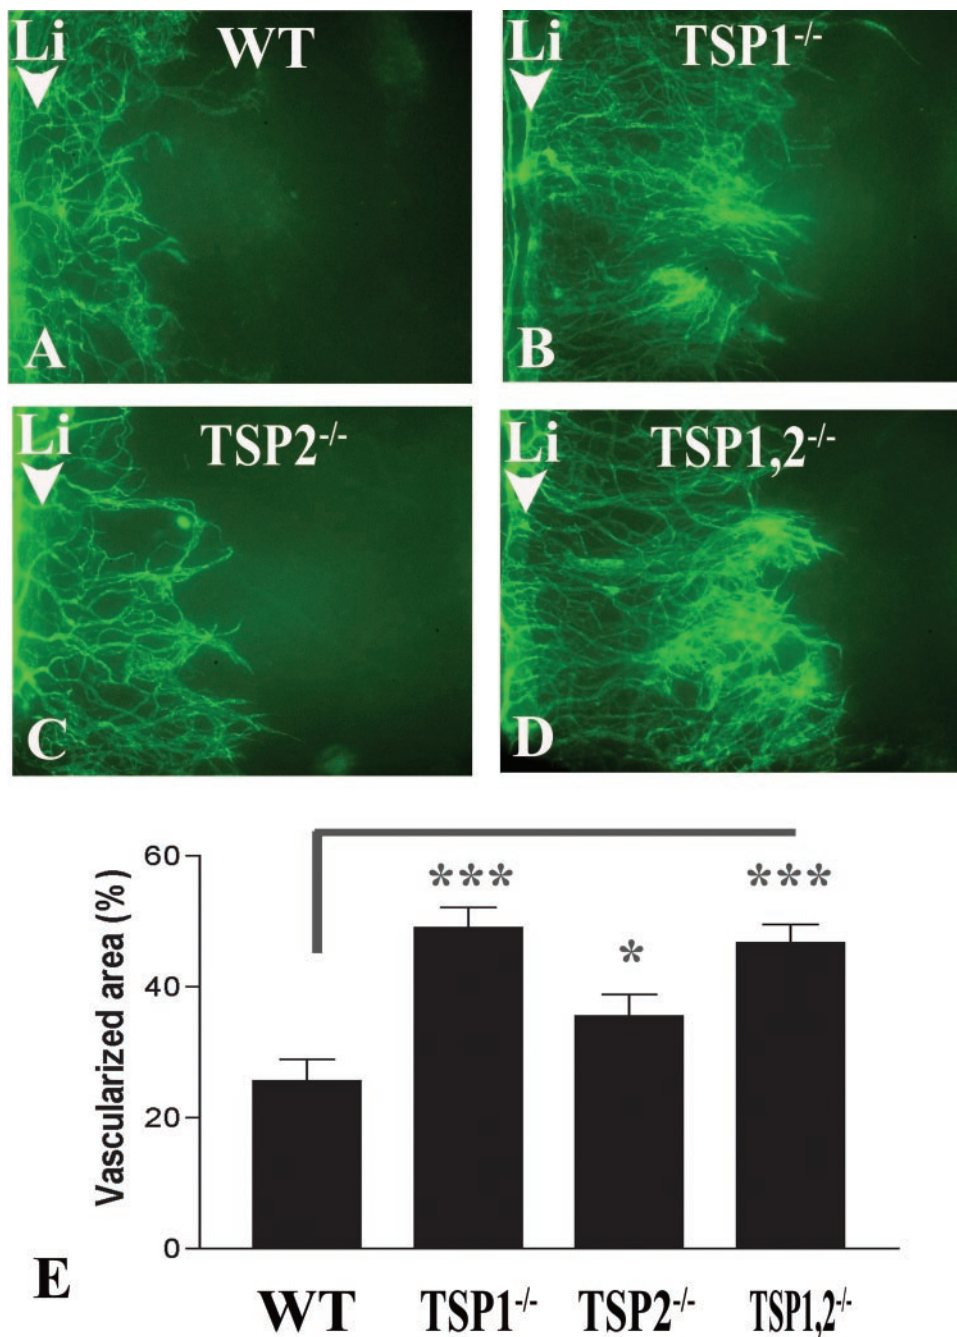 Li WT
A
Li TSP1-/-
B
Li TSP2-/-
C
Li TSP1,2-/-
D
Vascularized area (%)
60
40
20
0
***
*
***
E
WT TSP1-/- TSP2-/- TSP1,2-/-